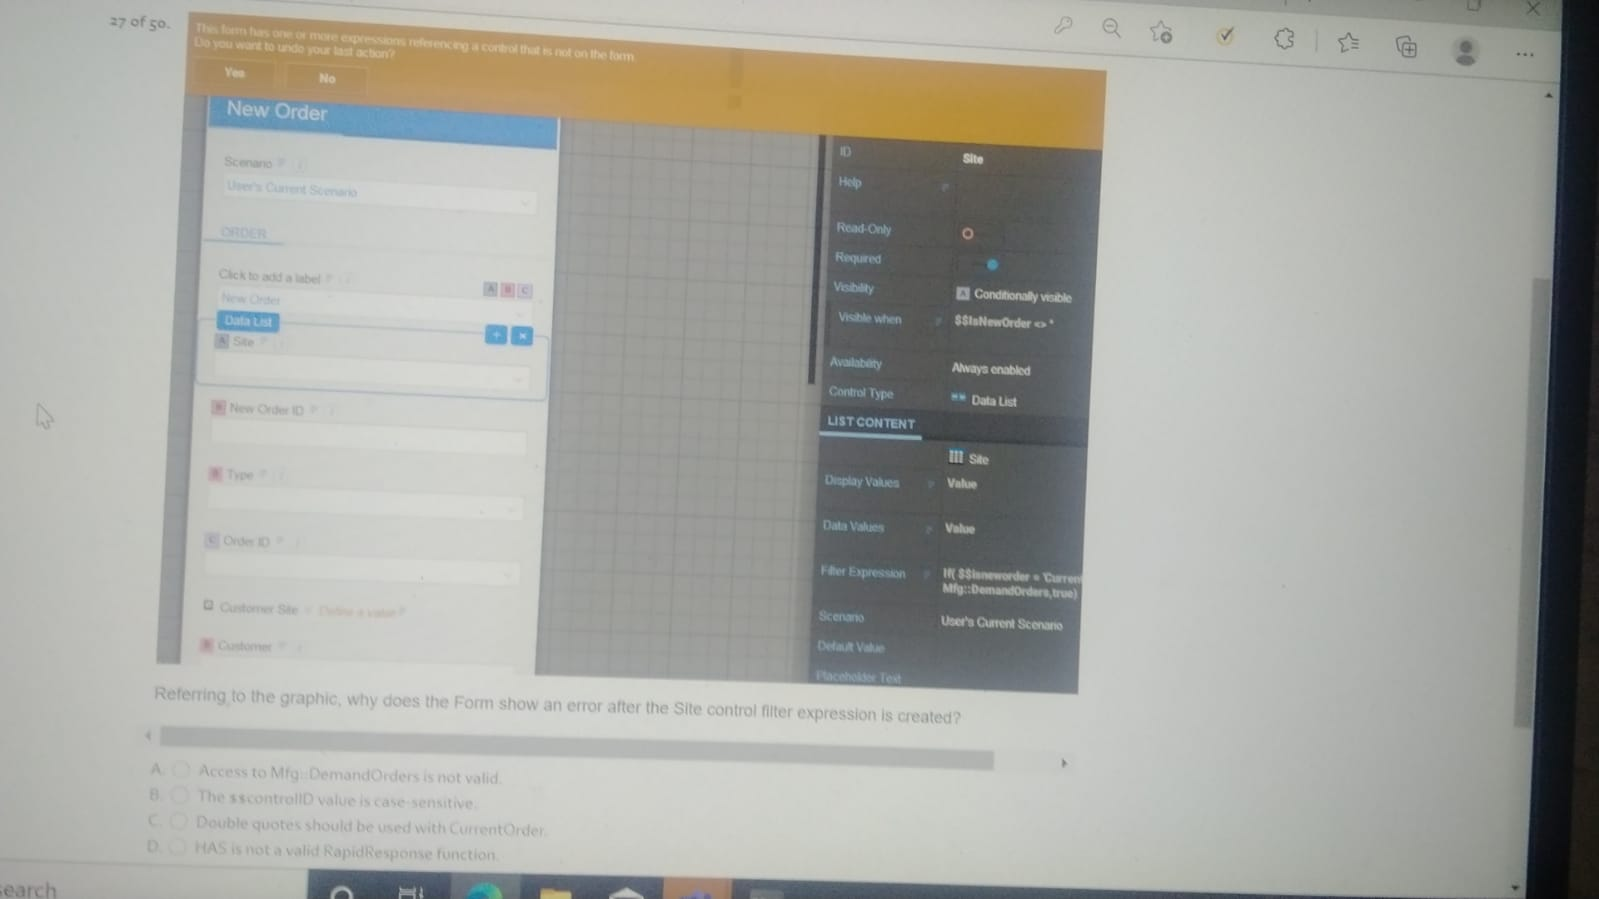 27 of 50.
This form has one or more expressions referencing a control that is not on the form.
Do you want to undo your last action?
Yes
No
New Order
Scenario
User's Current Scenario
ORDER
Click to add a label
A B C
New Order
Data List
A Site
B New Order ID
B Type
C Order ID
Customer Site Define a value
B Customer
ID Site
Help
Read-Only
Required
Visibility A Conditionally visible
Visible when $$IsNewOrder <> "
Availability Always enabled
Control Type Data List
LIST CONTENT
Site
Display Values Value
Data Values Value
Filter Expression If( $$isneworder = 'Curren
Mfg::DemandOrders,true)
Scenario User's Current Scenario
Default Value
Placeholder Text
Referring to the graphic, why does the Form show an error after the Site control filter expression is created?
A. Access to Mfg::DemandOrders is not valid.
B. The $$controlID value is case-sensitive.
C. Double quotes should be used with CurrentOrder.
D. HAS is not a valid RapidResponse function.
search